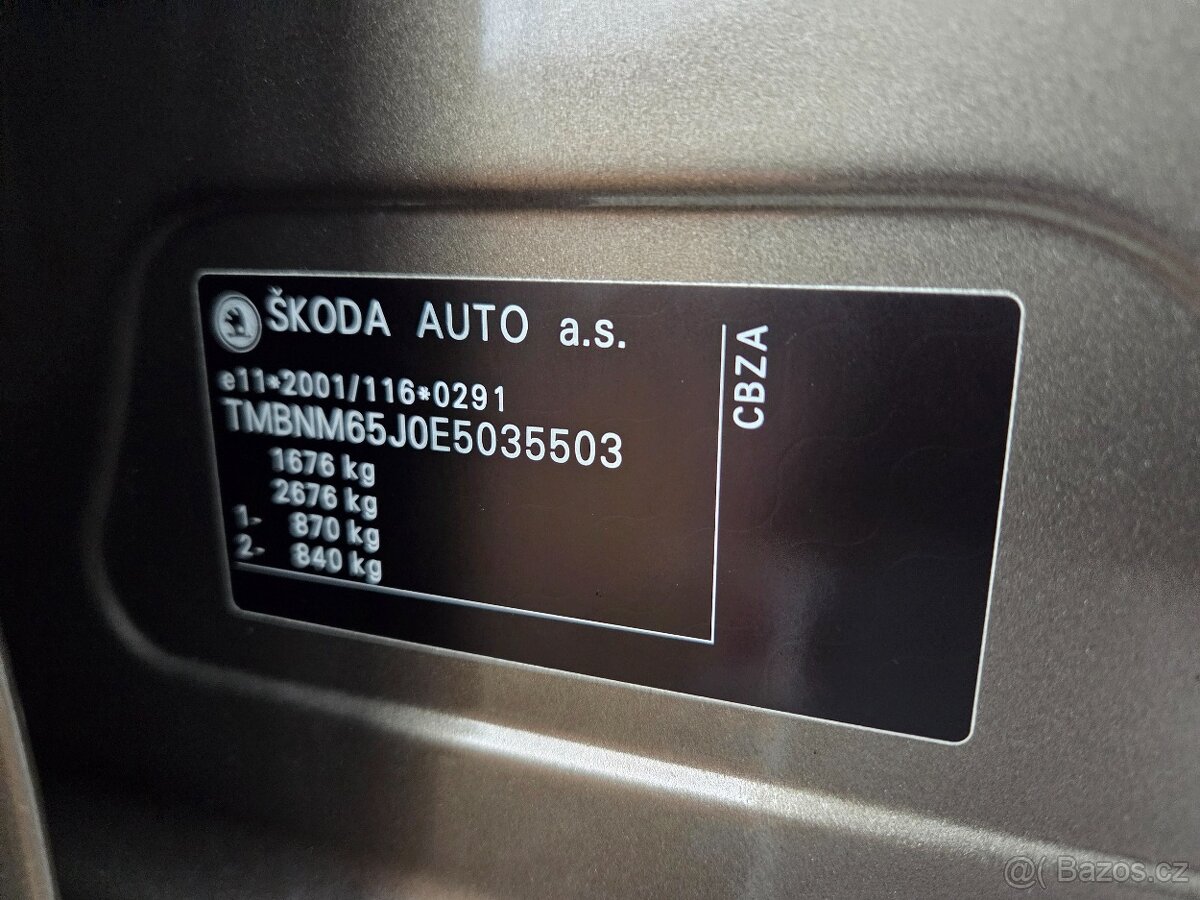 ŠKODA AUTO a.s.
e11*2001/116*0291
TMBNM65J0E5035503
1676 kg
2676 kg
1- 870 kg
2- 840 kg
CBZA
@( Bazos.cz